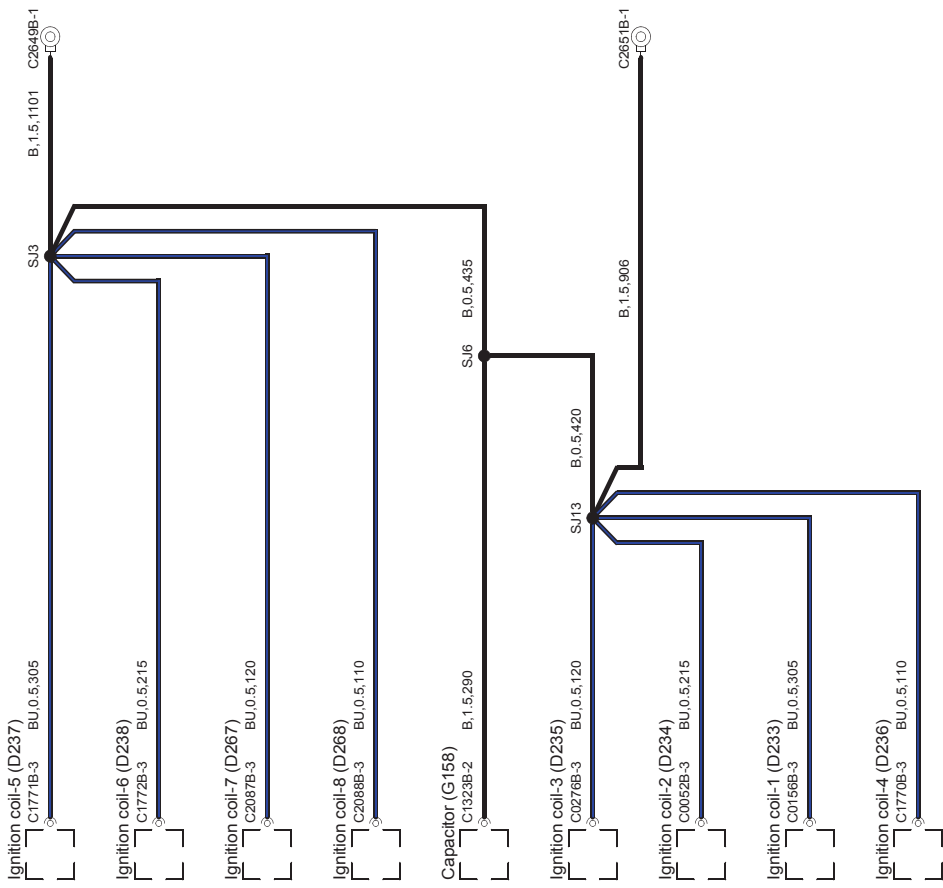 C2649B-1
B,1.5,1101
SJ3
C2651B-1
B,1.5,906
B,0.5,435
SJ6
B,0.5,420
SJ13
Ignition coil-5 (D237)
C1771B-3
BU,0.5,305
Ignition coil-6 (D238)
C1772B-3
BU,0.5,215
Ignition coil-7 (D267)
C2087B-3
BU,0.5,120
Ignition coil-8 (D268)
C2088B-3
BU,0.5,110
Capacitor (G158)
C1323B-2
B,1.5,290
Ignition coil-3 (D235)
C0276B-3
BU,0.5,120
Ignition coil-2 (D234)
C0052B-3
BU,0.5,215
Ignition coil-1 (D233)
C0156B-3
BU,0.5,305
Ignition coil-4 (D236)
C1770B-3
BU,0.5,110